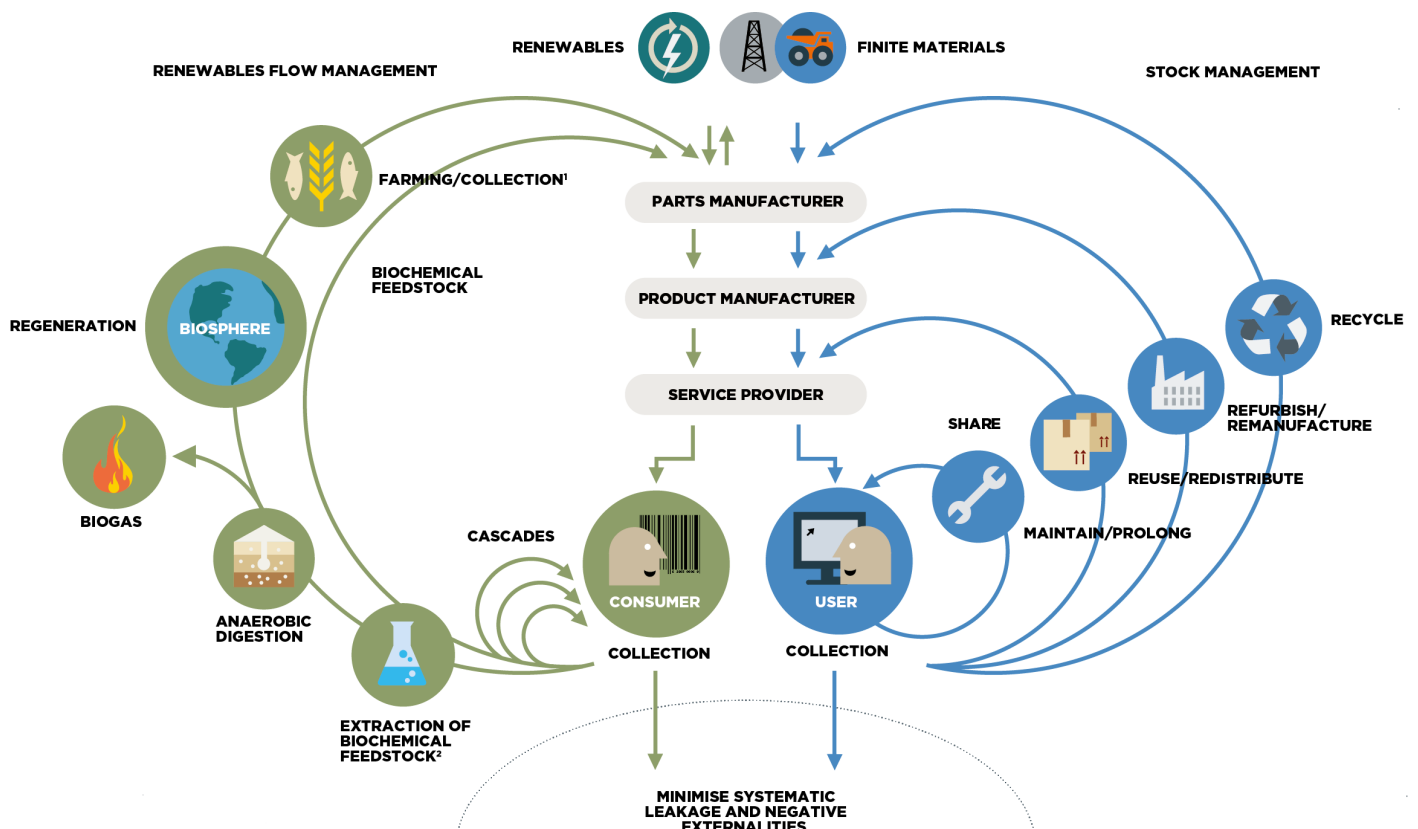 RENEWABLES
FINITE MATERIALS
RENEWABLES FLOW MANAGEMENT
STOCK MANAGEMENT
FARMING/COLLECTION¹
PARTS MANUFACTURER
BIOCHEMICAL
FEEDSTOCK
PRODUCT MANUFACTURER
REGENERATION
BIOSPHERE
RECYCLE
SERVICE PROVIDER
SHARE
REFURBISH/
REMANUFACTURE
REUSE/REDISTRIBUTE
BIOGAS
CASCADES
MAINTAIN/PROLONG
CONSUMER
USER
ANAEROBIC
DIGESTION
COLLECTION
COLLECTION
EXTRACTION OF
BIOCHEMICAL
FEEDSTOCK²
MINIMISE SYSTEMATIC
LEAKAGE AND NEGATIVE
EXTERNALITIES